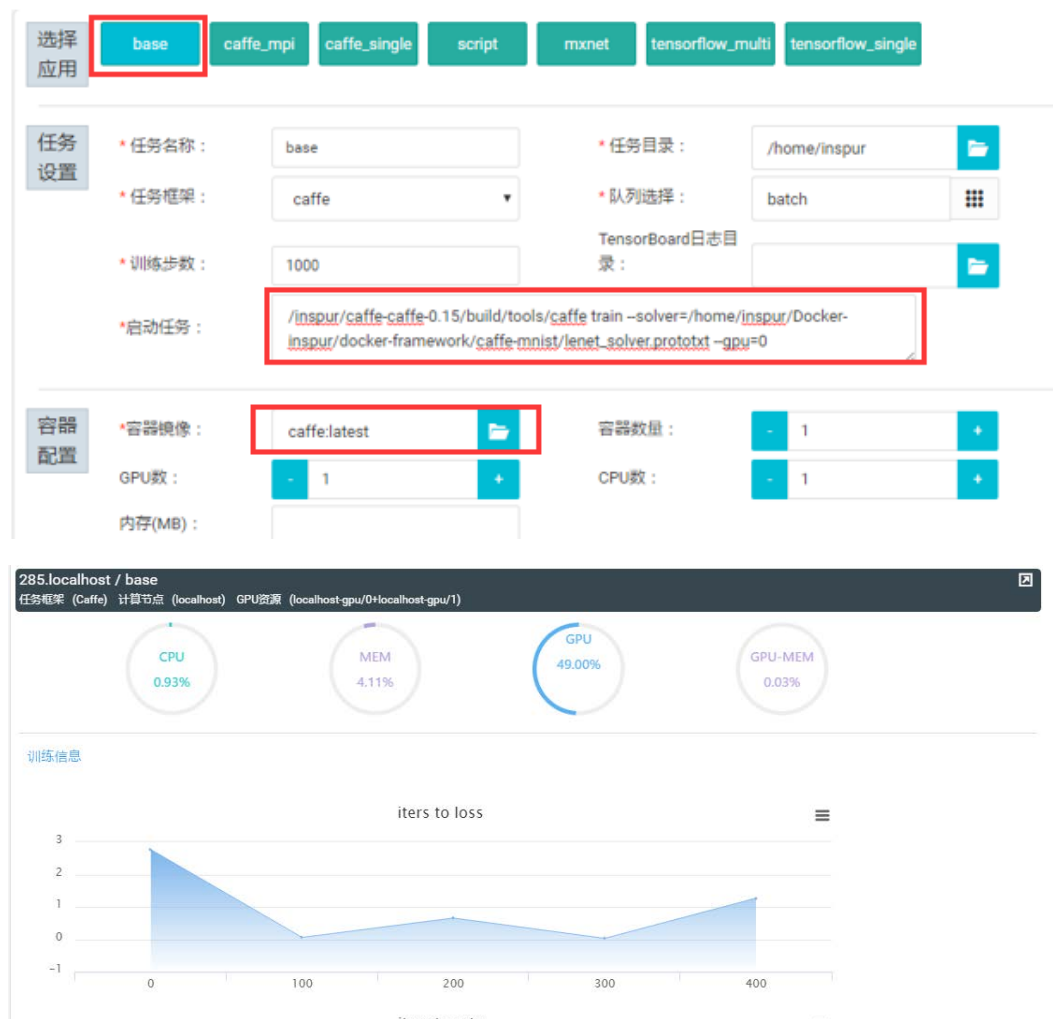 选择
应用
base
caffe_mpi
caffe_single
script
mxnet
tensorflow_multi
tensorflow_single
任务
设置
* 任务名称：
base
* 任务目录：
/home/inspur
* 任务框架：
caffe
* 队列选择：
batch
* 训练步数：
1000
TensorBoard日志目
录：
*启动任务：
/inspur/caffe-caffe-0.15/build/tools/caffe train --solver=/home/inspur/Docker-
inspur/docker-framework/caffe-mnist/lenet_solver.prototxt --gpu=0
容器
配置
*容器镜像：
caffe:latest
容器数量：
- 1 +
GPU数：
- 1 +
CPU数：
- 1 +
内存(MB)：
285.localhost / base
任务框架 (Caffe) 计算节点 (localhost) GPU资源 (localhost-gpu/0+localhost-gpu/1)
CPU
0.93%
MEM
4.11%
GPU
49.00%
GPU-MEM
0.03%
训练信息
iters to loss
3
2
1
0
-1
0 100 200 300 400